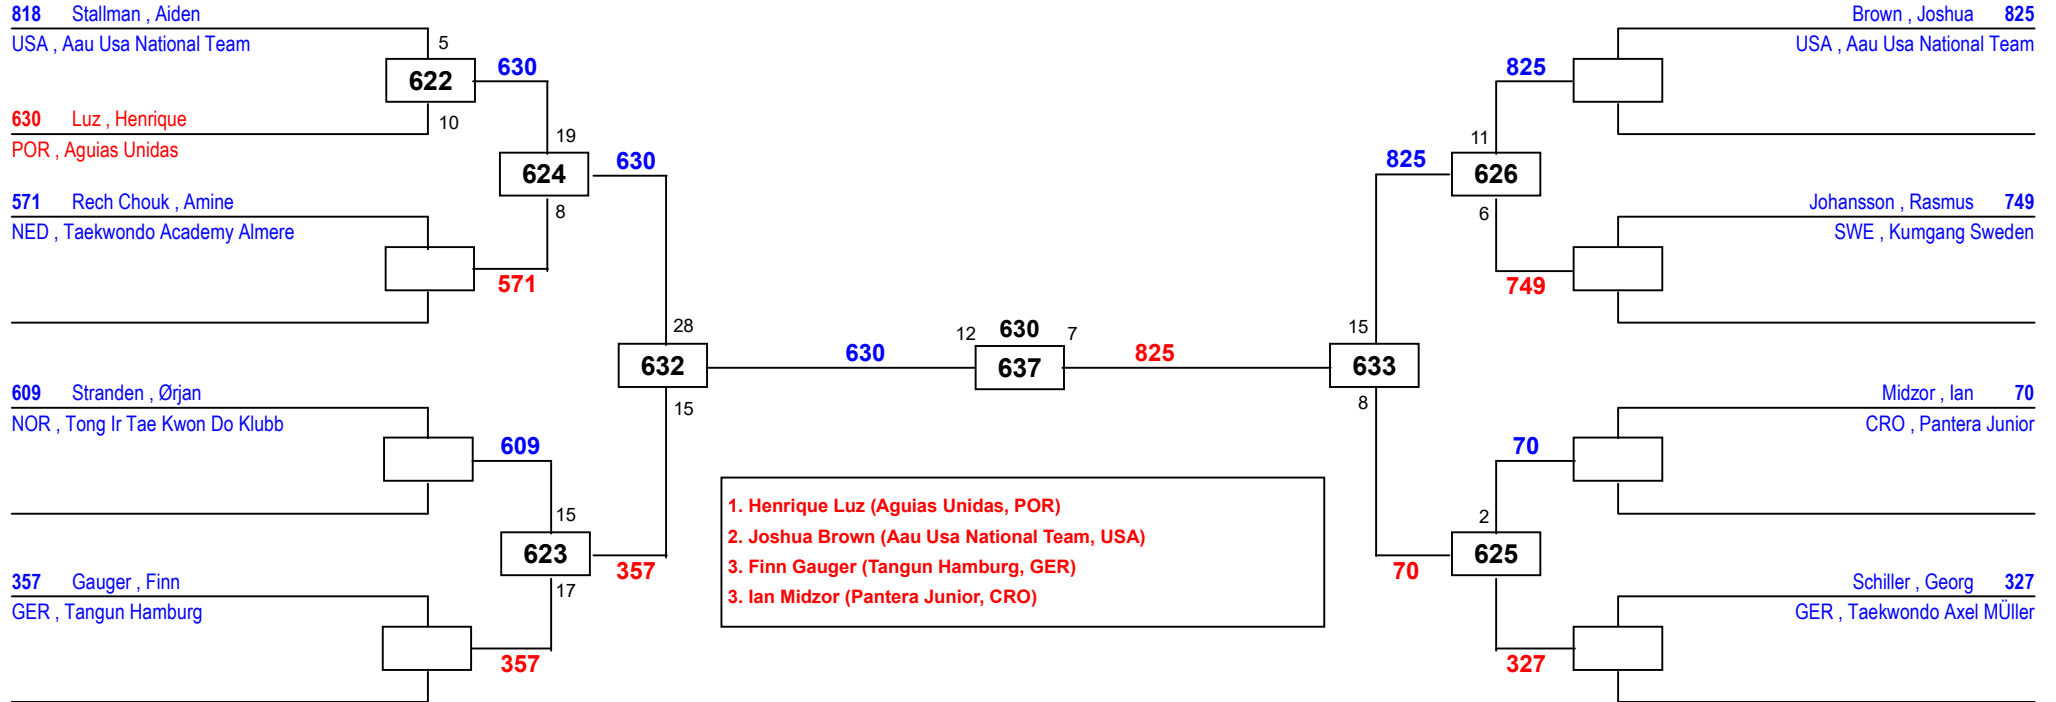 818 Stallman , Aiden
USA , Aau Usa National Team
5
622
630
630 Luz , Henrique
10
POR , Aguias Unidas
19
624
630
571 Rech Chouk , Amine
8
NED , Taekwondo Academy Almere
571
28
632
630
15
609 Stranden , Ørjan
NOR , Tong Ir Tae Kwon Do Klubb
609
15
623
357
17
357 Gauger , Finn
GER , Tangun Hamburg
357
12 630 7
637
825
1. Henrique Luz (Aguias Unidas, POR)
2. Joshua Brown (Aau Usa National Team, USA)
3. Finn Gauger (Tangun Hamburg, GER)
3. Ian Midzor (Pantera Junior, CRO)
Brown , Joshua 825
USA , Aau Usa National Team
825
11
825
626
6
Johansson , Rasmus 749
SWE , Kumgang Sweden
749
15
633
8
Midzor , Ian 70
CRO , Pantera Junior
70
2
625
70
Schiller , Georg 327
GER , Taekwondo Axel MÜller
327